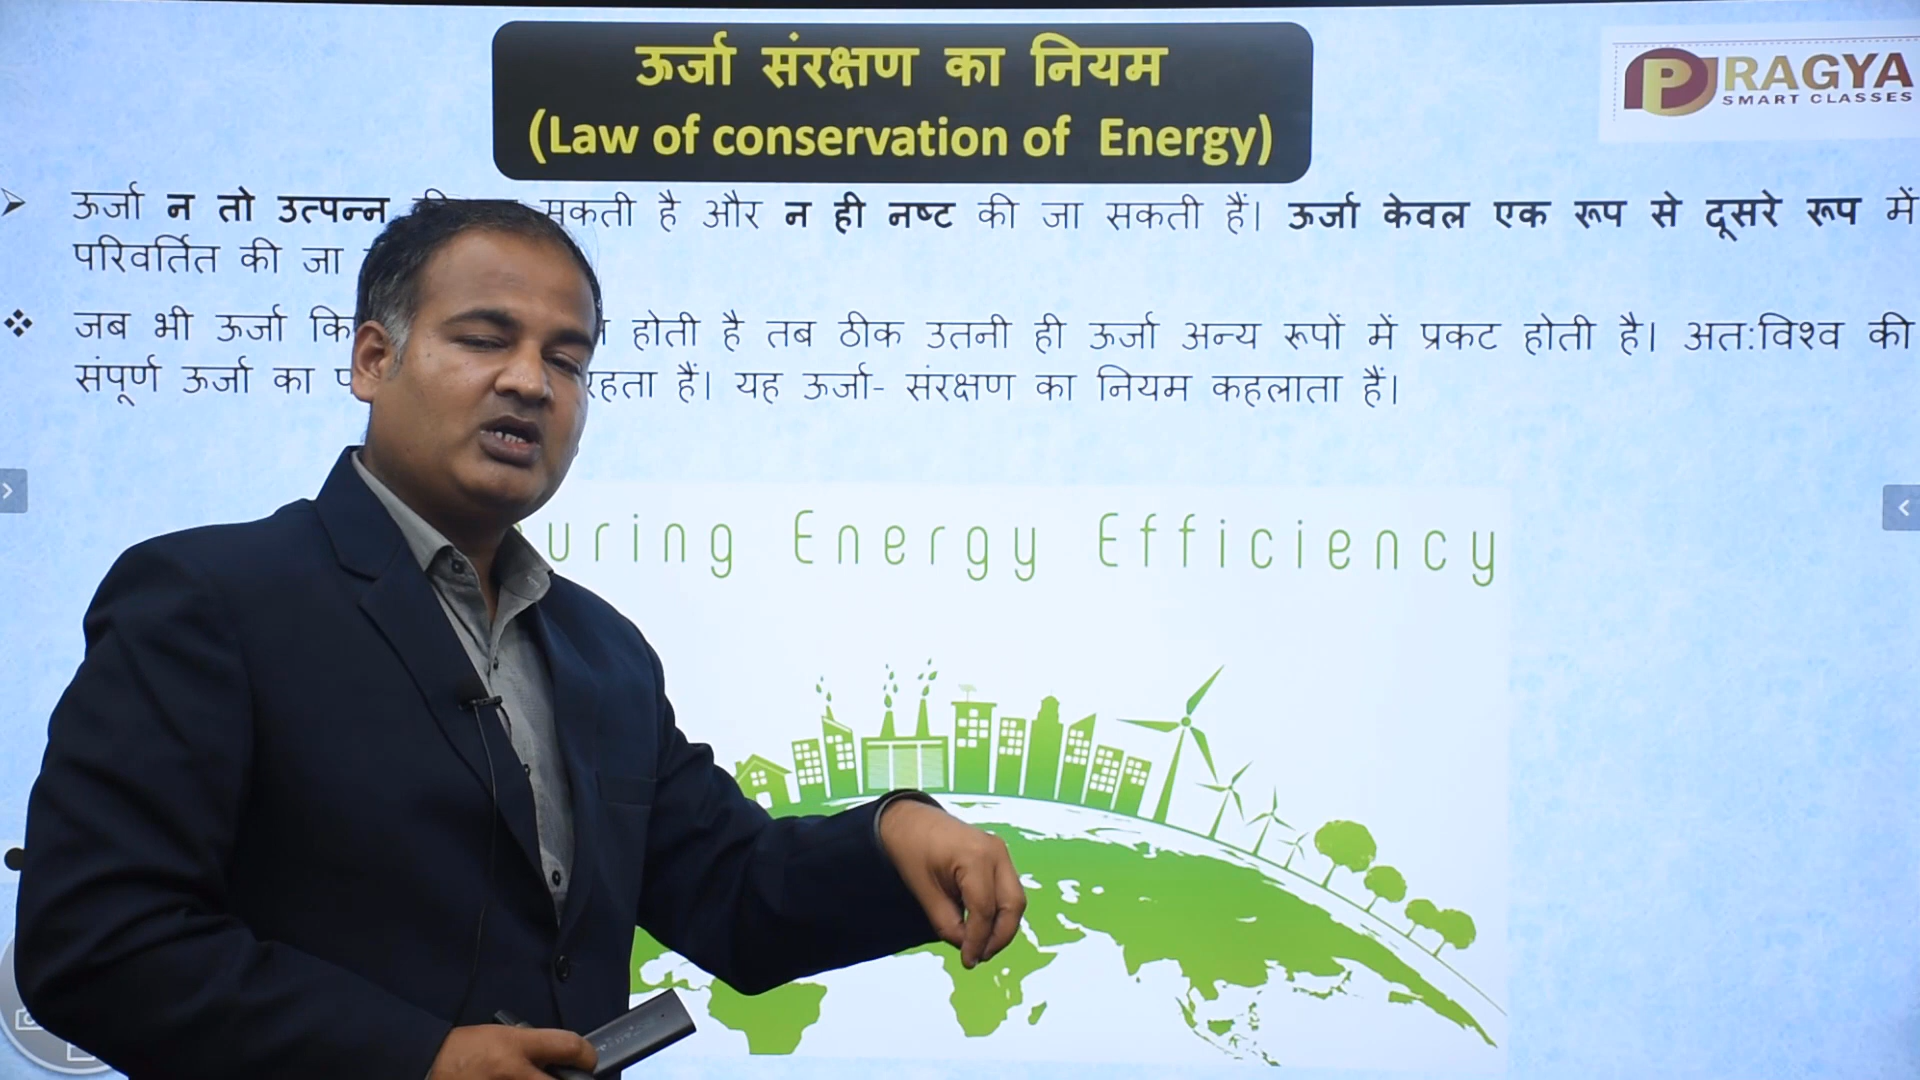 ऊर्जा संरक्षण का नियम
(Law of conservation of Energy)
PRAGYA
SMART CLASSES
ऊर्जा न तो उत्पन्न सकती है और न ही नष्ट की जा सकती हैं। ऊर्जा केवल एक रूप से दूसरे रूप में
परिवर्तित की जा
जब भी ऊर्जा होती है तब ठीक उतनी ही ऊर्जा अन्य रूपों में प्रकट होती है। अत:विश्व की
संपूर्ण ऊर्जा का रहता हैं। यह ऊर्जा- संरक्षण का नियम कहलाता हैं।
Energy Efficiency